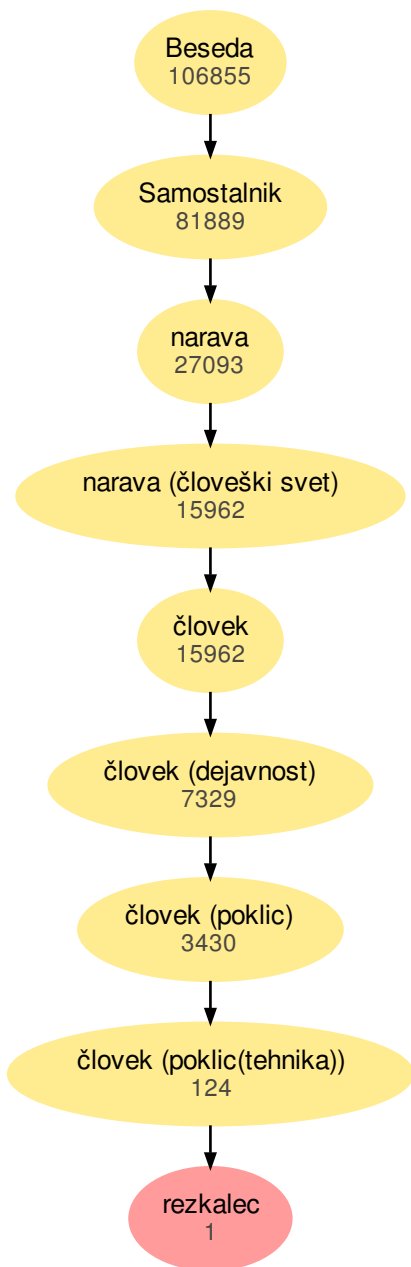 Beseda
106855
Samostalnik
81889
narava
27093
narava (človeški svet)
15962
človek
15962
človek (dejavnost)
7329
človek (poklic)
3430
človek (poklic(tehnika))
124
rezkalec
1